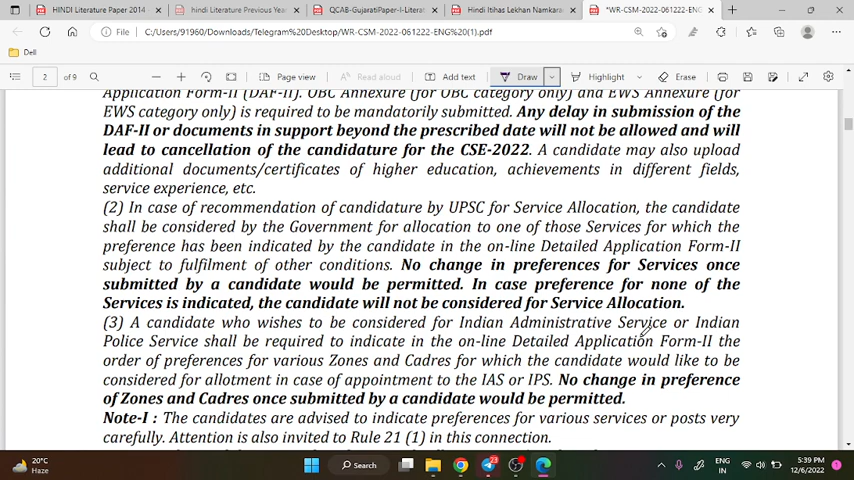 HINDI Literature Paper 2014 -
hindi Literature Previous Year
QCAB-GujaratiPaper-I-Literat
Hindi Itihas Lekhan Namkara
*WR-CSM-2022-061222-ENG
File
C:/Users/91960/Downloads/Telegram%20Desktop/WR-CSM-2022-061222-ENG%20(1).pdf
Dell
2 of 9
Page view
Read aloud
Add text
Draw
Highlight
Erase
Application Form-II (DAF-II). OBC Annexure (for OBC category only) and EWS Annexure (for
EWS category only) is required to be mandatorily submitted. Any delay in submission of the
DAF-II or documents in support beyond the prescribed date will not be allowed and will
lead to cancellation of the candidature for the CSE-2022. A candidate may also upload
additional documents/certificates of higher education, achievements in different fields,
service experience, etc.
(2) In case of recommendation of candidature by UPSC for Service Allocation, the candidate
shall be considered by the Government for allocation to one of those Services for which the
preference has been indicated by the candidate in the on-line Detailed Application Form-II
subject to fulfilment of other conditions. No change in preferences for Services once
submitted by a candidate would be permitted. In case preference for none of the
Services is indicated, the candidate will not be considered for Service Allocation.
(3) A candidate who wishes to be considered for Indian Administrative Service or Indian
Police Service shall be required to indicate in the on-line Detailed Application Form-II the
order of preferences for various Zones and Cadres for which the candidate would like to be
considered for allotment in case of appointment to the IAS or IPS. No change in preference
of Zones and Cadres once submitted by a candidate would be permitted.
Note-I : The candidates are advised to indicate preferences for various services or posts very
carefully. Attention is also invited to Rule 21 (1) in this connection.
20°C
Haze
Search
23
ENG
IN
5:39 PM
12/6/2022
1